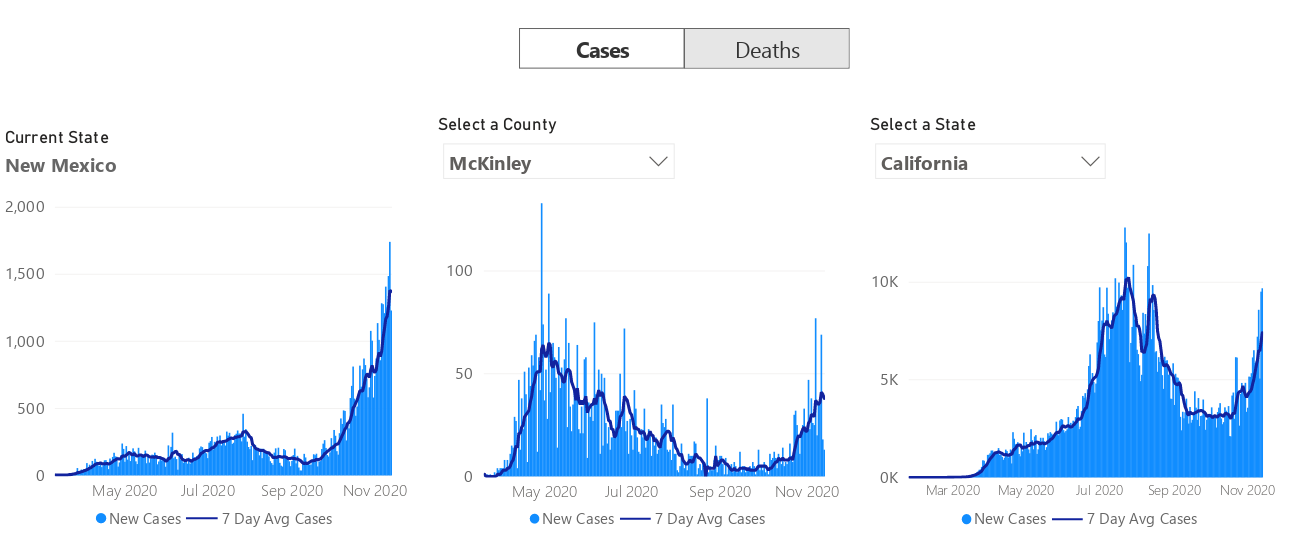 Cases Deaths
Current State
New Mexico
2,000
1,500
1,000
500
0
May 2020 Jul 2020 Sep 2020 Nov 2020
New Cases 7 Day Avg Cases
Select a County
McKinley
100
50
0
May 2020 Jul 2020 Sep 2020 Nov 2020
New Cases 7 Day Avg Cases
Select a State
California
10K
5K
0K
Mar 2020 May 2020 Jul 2020 Sep 2020 Nov 2020
New Cases 7 Day Avg Cases